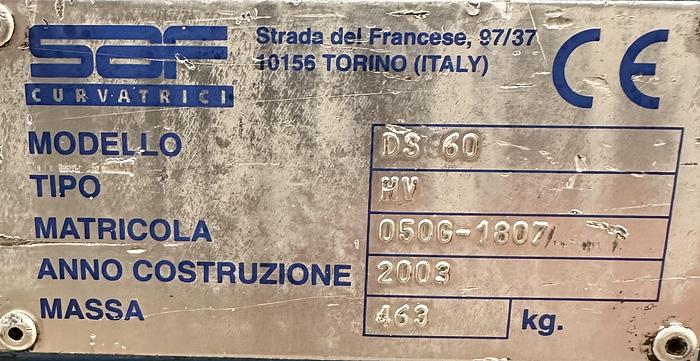 SAF
CURVATRICI
Strada del Francese, 97/37
10156 TORINO (ITALY)
CE
MODELLO DS 60
TIPO HV
MATRICOLA 050G-1807
ANNO COSTRUZIONE 2003
MASSA 463 kg.